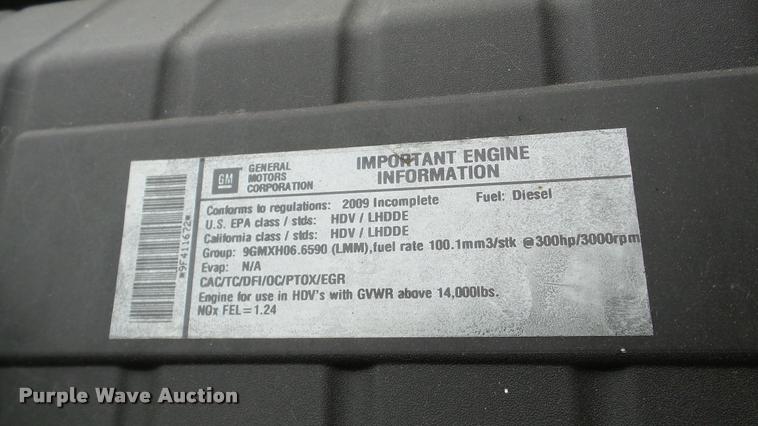 GM
GENERAL
MOTORS
CORPORATION
IMPORTANT ENGINE
INFORMATION
Conforms to regulations: 2009 Incomplete Fuel: Diesel
U.S. EPA class / stds: HDV / LHDDE
California class / stds: HDV / LHDDE
Group: 9GMXH06.6590 (LMM),fuel rate 100.1mm3/stk @300hp/3000rpm
Evap: N/A
CAC/TC/DFI/OC/PTOX/EGR
Engine for use in HDV's with GVWR above 14,000lbs.
NOx FEL=1.24
*9F411672*
Purple Wave Auction